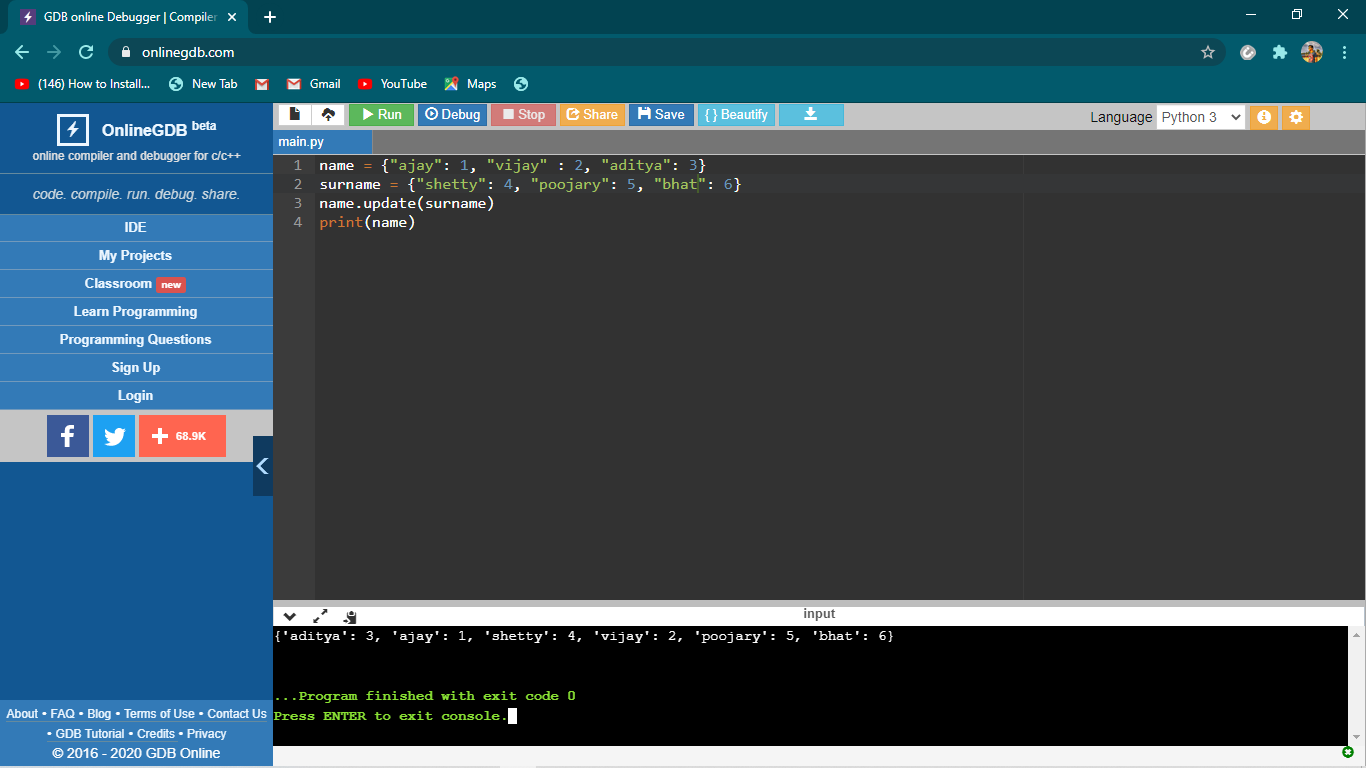 GDB online Debugger | Compiler
onlinegdb.com
(146) How to Install... New Tab Gmail YouTube Maps
OnlineGDB beta
online compiler and debugger for c/c++
code. compile. run. debug. share.
IDE
My Projects
Classroom new
Learn Programming
Programming Questions
Sign Up
Login
68.9K
About • FAQ • Blog • Terms of Use • Contact Us
• GDB Tutorial • Credits • Privacy
© 2016 - 2020 GDB Online
Run Debug Stop Share Save { } Beautify
Language Python 3
main.py
1 name = {"ajay": 1, "vijay" : 2, "aditya": 3}
2 surname = {"shetty": 4, "poojary": 5, "bhat": 6}
3 name.update(surname)
4 print(name)
input
{'aditya': 3, 'ajay': 1, 'shetty': 4, 'vijay': 2, 'poojary': 5, 'bhat': 6}
...Program finished with exit code 0
Press ENTER to exit console.